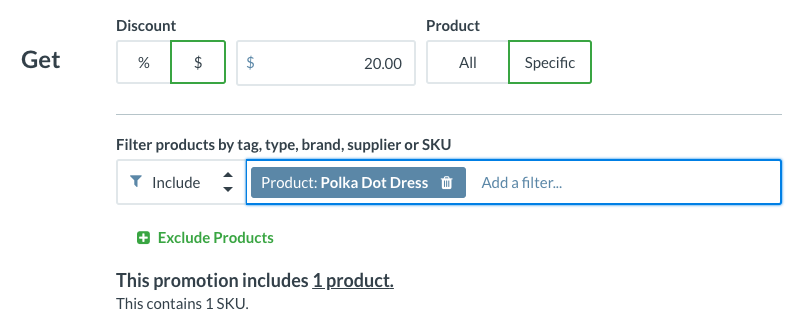 Discount
Product
Get
%
$
$ 20.00
All
Specific
Filter products by tag, type, brand, supplier or SKU
Include
Product: Polka Dot Dress
Add a filter...
Exclude Products
This promotion includes 1 product.
This contains 1 SKU.